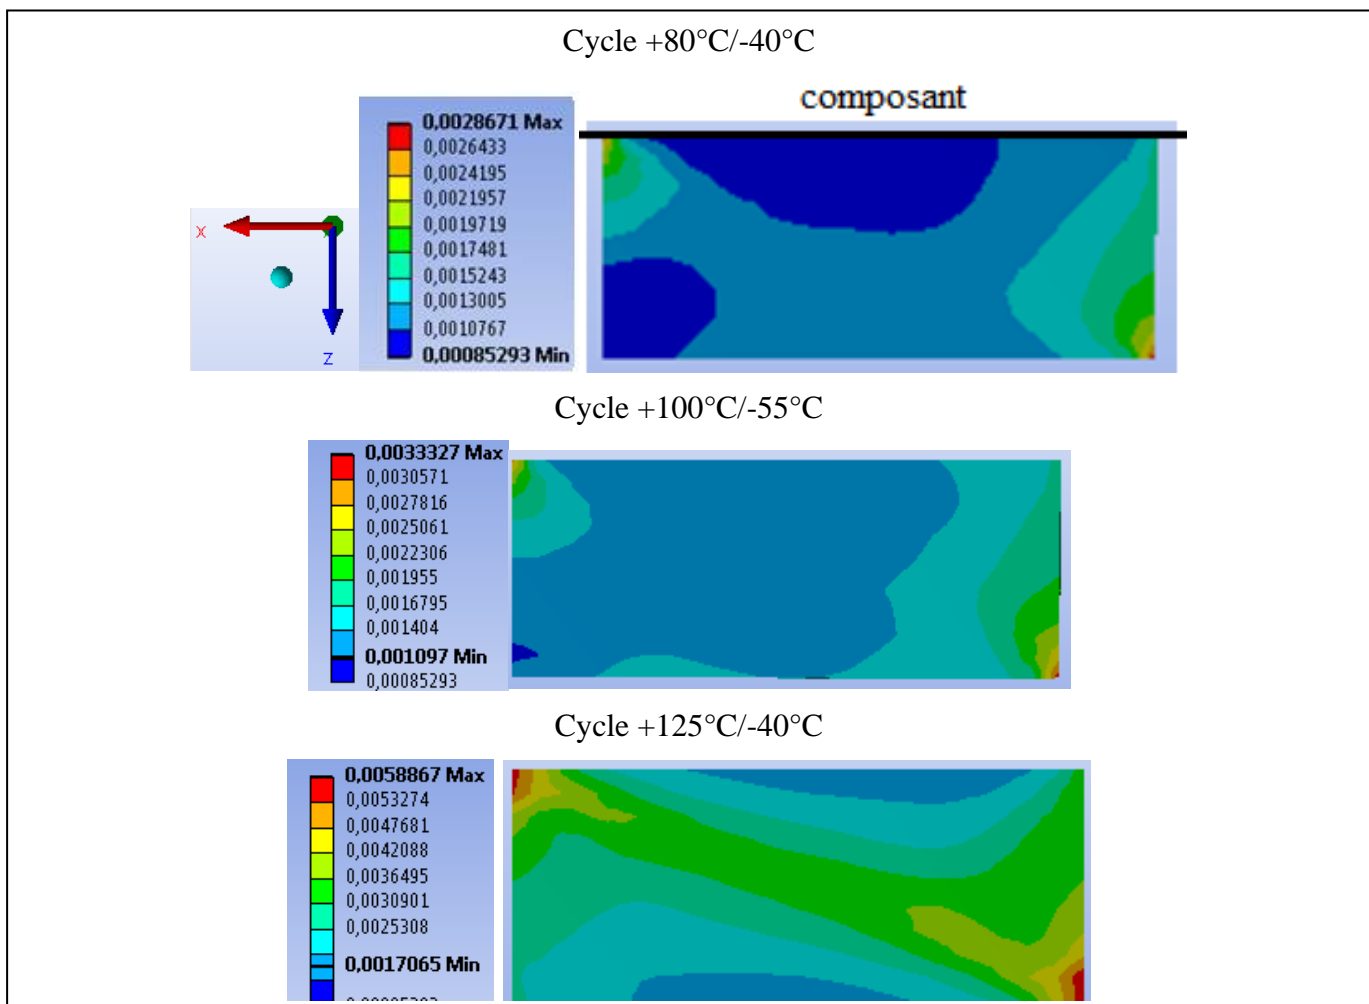 Cycle +80°C/-40°C
composant
0,0028671 Max
0,0026433
0,0024195
0,0021957
0,0019719
0,0017481
0,0015243
0,0013005
0,0010767
0,00085293 Min
X
Z
Cycle +100°C/-55°C
0,0033327 Max
0,0030571
0,0027816
0,0025061
0,0022306
0,001955
0,0016795
0,001404
0,001097 Min
0,00085293
Cycle +125°C/-40°C
0,0058867 Max
0,0053274
0,0047681
0,0042088
0,0036495
0,0030901
0,0025308
0,0017065 Min